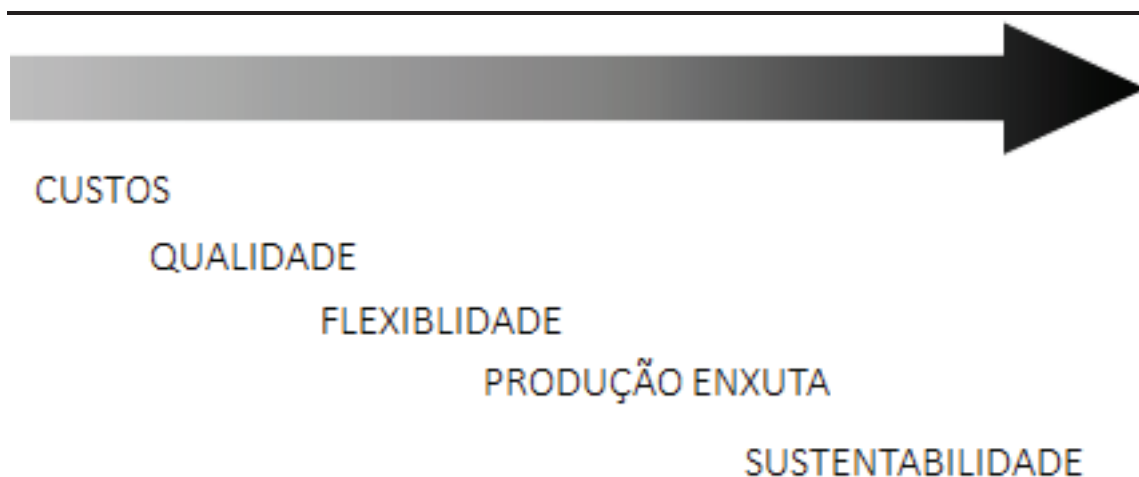 CUSTOS
QUALIDADE
FLEXIBLIDADE
PRODUÇÃO ENXUTA
SUSTENTABILIDADE